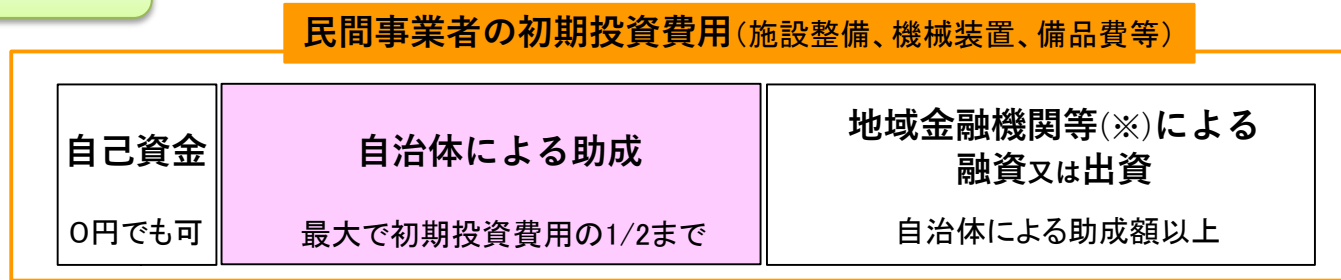 民間事業者の初期投資費用(施設整備、機械装置、備品費等)
自己資金
0円でも可
自治体による助成
最大で初期投資費用の1/2まで
地域金融機関等(※)による
融資又は出資
自治体による助成額以上